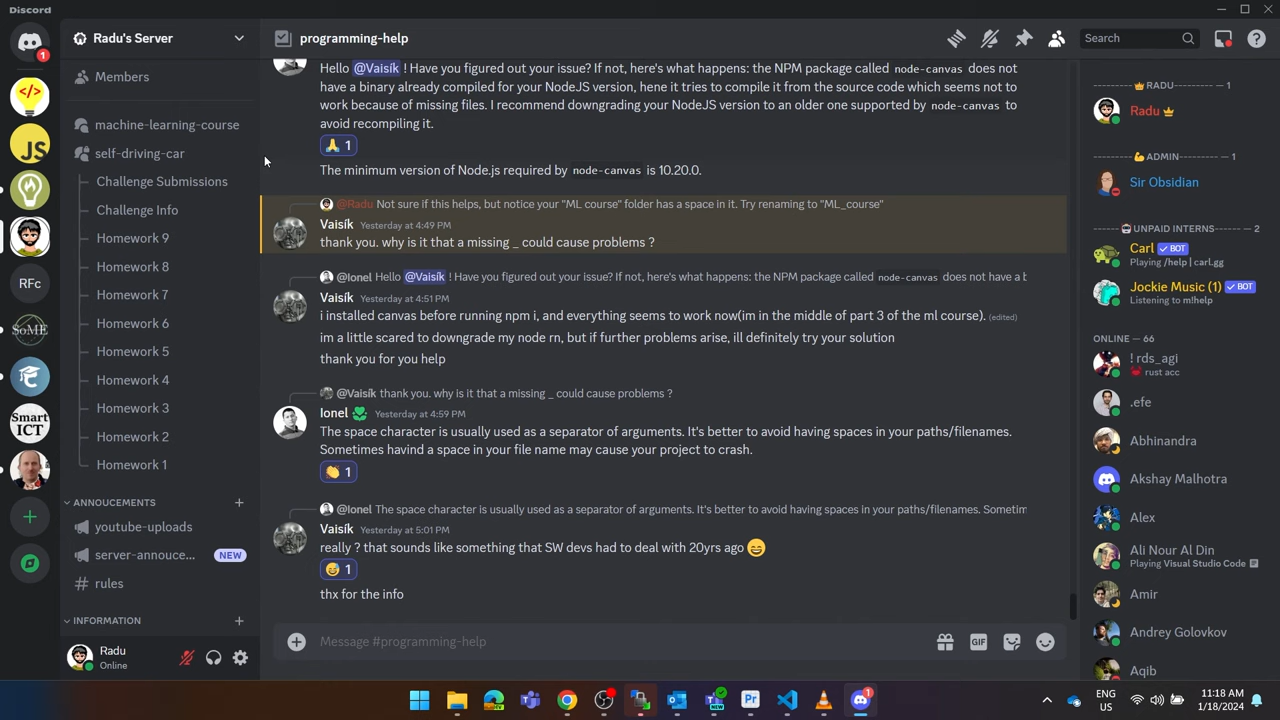 Discord
1
</>
JS
RFc
SoME
Smart
ICT
Radu's Server
Members
machine-learning-course
self-driving-car
Challenge Submissions
Challenge Info
Homework 9
Homework 8
Homework 7
Homework 6
Homework 5
Homework 4
Homework 3
Homework 2
Homework 1
ANNOUCEMENTS
youtube-uploads
server-annouce... NEW
rules
INFORMATION
Radu
Online
programming-help
Search
Hello @Vaisík ! Have you figured out your issue? If not, here's what happens: the NPM package called node-canvas does not
have a binary already compiled for your NodeJS version, hene it tries to compile it from the source code which seems not to
work because of missing files. I recommend downgrading your NodeJS version to an older one supported by node-canvas to
avoid recompiling it.
1
The minimum version of Node.js required by node-canvas is 10.20.0.
@Radu Not sure if this helps, but notice your "ML course" folder has a space in it. Try renaming to "ML_course"
Vaisík Yesterday at 4:49 PM
thank you. why is it that a missing _ could cause problems ?
@Ionel Hello @Vaisík ! Have you figured out your issue? If not, here's what happens: the NPM package called node-canvas does not have a b
Vaisík Yesterday at 4:51 PM
i installed canvas before running npm i, and everything seems to work now(im in the middle of part 3 of the ml course). (edited)
im a little scared to downgrade my node rn, but if further problems arise, ill definitely try your solution
thank you for you help
@Vaisík thank you. why is it that a missing _ could cause problems ?
Ionel Yesterday at 4:59 PM
The space character is usually used as a separator of arguments. It's better to avoid having spaces in your paths/filenames.
Sometimes havind a space in your file name may cause your project to crash.
1
@Ionel The space character is usually used as a separator of arguments. It's better to avoid having spaces in your paths/filenames. Sometim
Vaisík Yesterday at 5:01 PM
really ? that sounds like something that SW devs had to deal with 20yrs ago 😄
1
thx for the info
Message #programming-help
GIF
RADU — 1
Radu
ADMIN — 1
Sir Obsidian
UNPAID INTERNS — 2
Carl BOT
Playing /help | carl.gg
Jockie Music (1) BOT
Listening to m!help
ONLINE — 66
! rds_agi
rust acc
.efe
Abhinandra
Akshay Malhotra
Alex
Ali Nour Al Din
Playing Visual Studio Code
Amir
Andrey Golovkov
Aqib
NEW
Pr
1
ENG
US
11:18 AM
1/18/2024